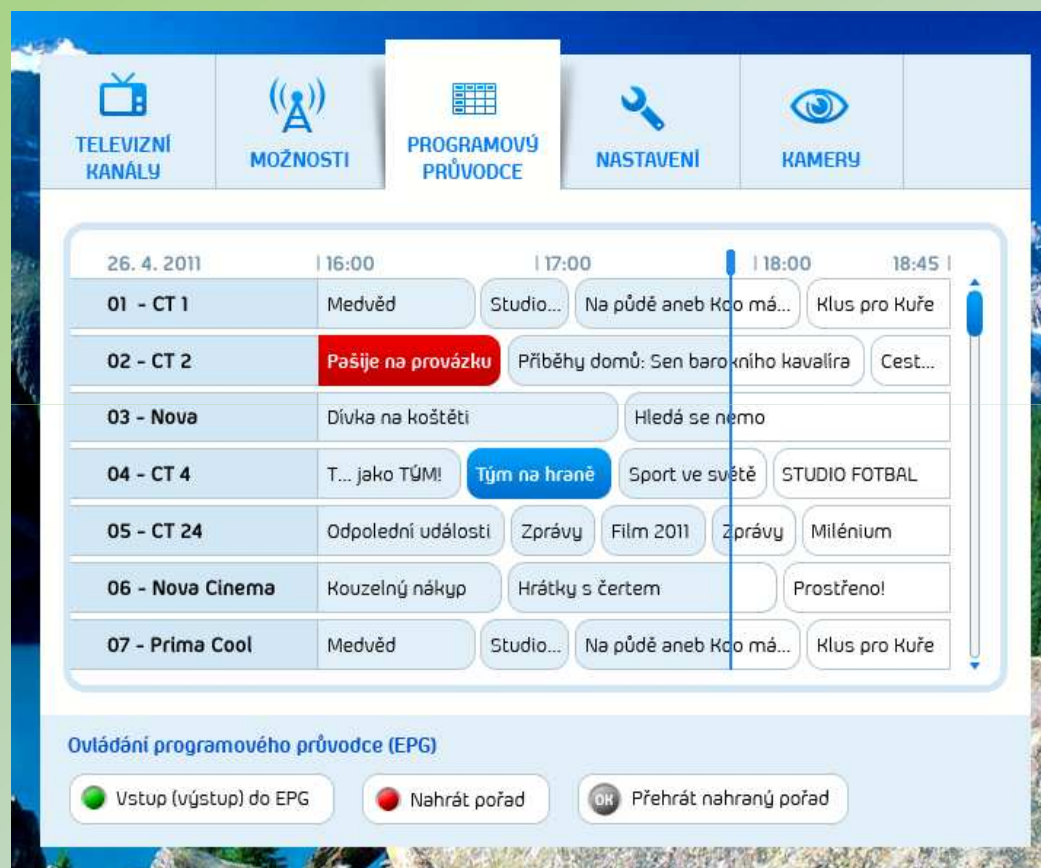 TELEVIZNÍ
KANÁLY
MOŽNOSTI
PROGRAMOVÝ
PRŮVODCE
NASTAVENÍ
KAMERY
26. 4. 2011 16:00 17:00 18:00 18:45
01 - CT 1 Medvěd Studio... Na půdě aneb Kdo má... Klus pro Kuře
02 - CT 2 Pašije na provázku Příběhy domů: Sen barokního kavalíra Cest...
03 - Nova Dívka na koštěti Hledá se nemo
04 - CT 4 T... jako TÝM! Tým na hraně Sport ve světě STUDIO FOTBAL
05 - CT 24 Odpolední události Zprávy Film 2011 Zprávy Milénium
06 - Nova Cinema Kouzelný nákyp Hrátky s čertem Prostřeno!
07 - Prima Cool Medvěd Studio... Na půdě aneb Kdo má... Klus pro Kuře
Ovládání programového průvodce (EPG)
Vstup (výstup) do EPG Nahrát pořad OK Přehrát nahraný pořad